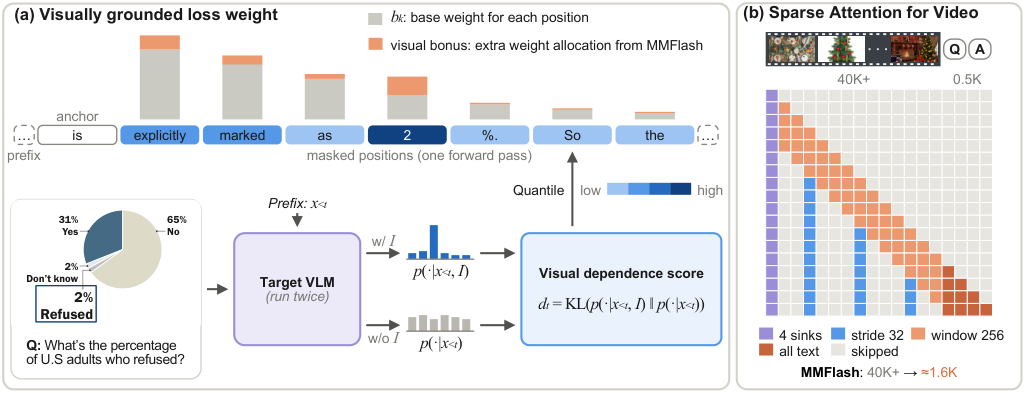 (a) Visually grounded loss weight
bₖ: base weight for each position
visual bonus: extra weight allocation from MMFlash
anchor
... is explicitly marked as 2 %. So the ...
prefix
masked positions (one forward pass)
Quantile low high
31%
Yes
65%
No
2%
Don't know
2%
Refused
Q: What's the percentage
of U.S adults who refused?
Prefix: x<t
Target VLM
(run twice)
w/ I
p(·|x<t, I)
w/o I
p(·|x<t)
Visual dependence score
dt = KL(p(·|x<t, I) ∥ p(·|x<t))
(b) Sparse Attention for Video
... Q A
40K+ 0.5K
4 sinks stride 32 window 256
all text skipped
MMFlash: 40K+ → ≈1.6K